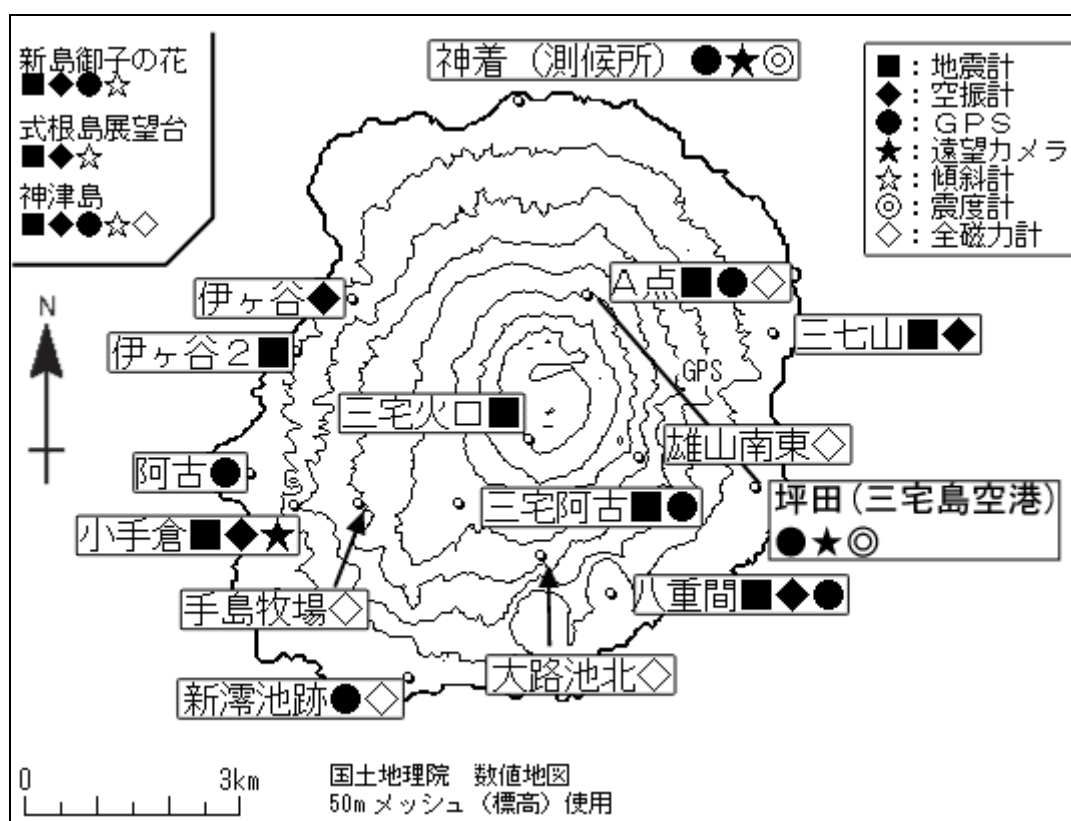 新島御子の花
■◆●☆
式根島展望台
■◆☆
神津島
■◆●☆◇
神着（測候所）●★◎
■：地震計
◆：空振計
●：ＧＰＳ
★：遠望カメラ
☆：傾斜計
◎：震度計
◇：全磁力計
N
伊ヶ谷◆
Ａ点■●◇
伊ヶ谷２■
三七山■◆
GPS
三宅火口■
雄山南東◇
阿古●
三宅阿古■●
坪田(三宅島空港)
●★◎
小手倉■◆★
手島牧場◇
八重間■◆●
大路池北◇
新澪池跡●◇
0 3km
国土地理院 数値地図
50mメッシュ（標高）使用